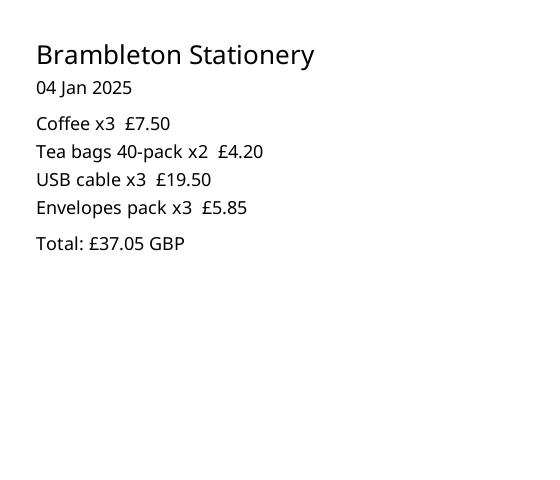 Brambleton Stationery
04 Jan 2025
Coffee x3  £7.50
Tea bags 40-pack x2  £4.20
USB cable x3  £19.50
Envelopes pack x3  £5.85
Total: £37.05 GBP